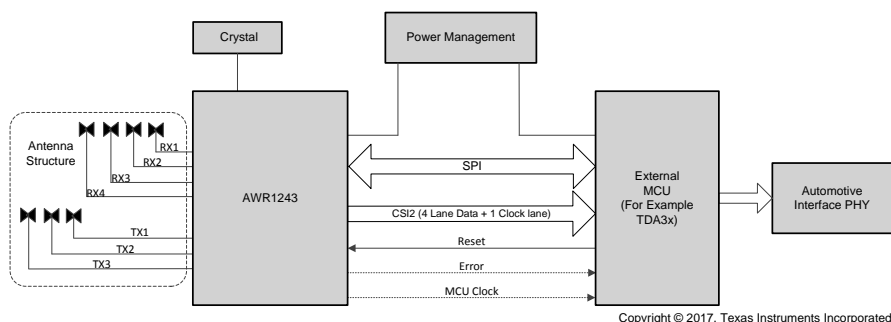 Crystal
Power Management
Antenna
Structure
RX1
RX2
RX3
RX4
TX1
TX2
TX3
AWR1243
SPI
CSI2 (4 Lane Data + 1 Clock lane)
Reset
Error
MCU Clock
External
MCU
(For Example
TDA3x)
Automotive
Interface PHY
Copyright © 2017, Texas Instruments Incorporated